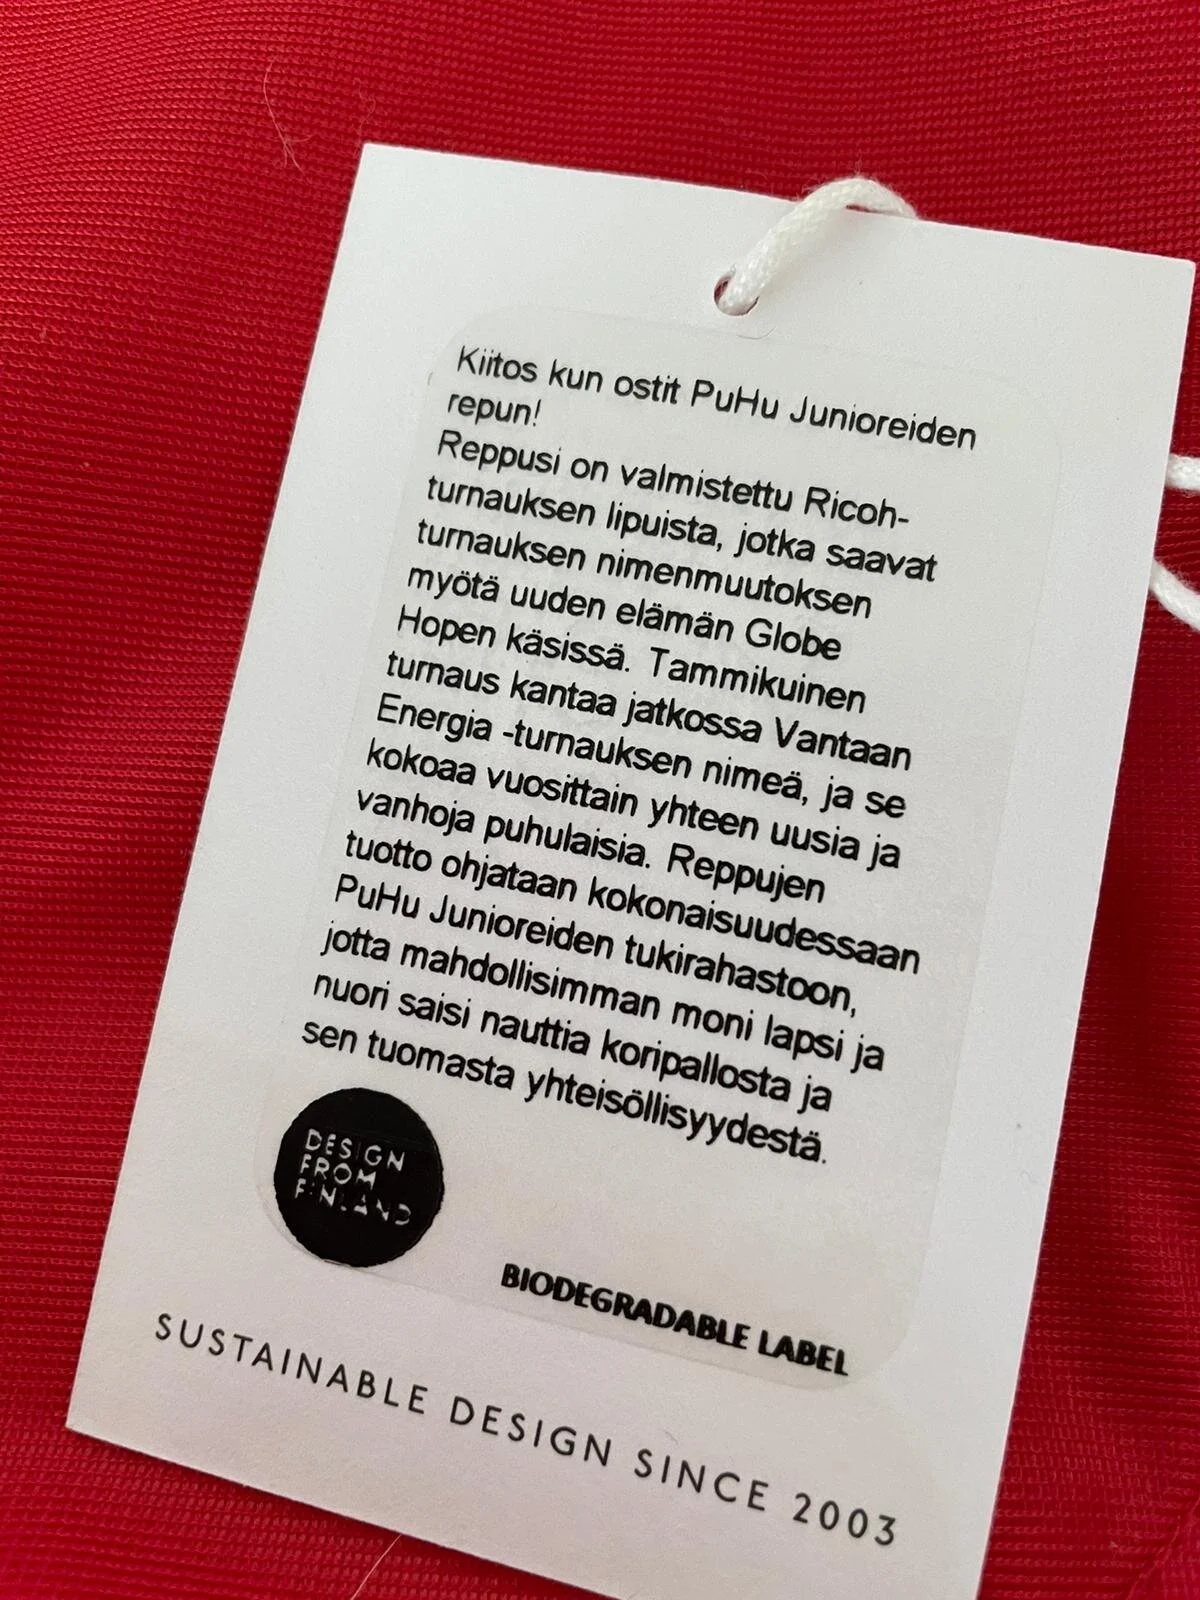 Kiitos kun ostit PuHu Junioreiden
repun!
Reppusi on valmistettu Ricoh-
turnauksen lipuista, jotka saavat
turnauksen nimenmuutoksen
myötä uuden elämän Globe
Hopen käsissä. Tammikuinen
turnaus kantaa jatkossa Vantaan
Energia -turnauksen nimeä, ja se
kokoaa vuosittain yhteen uusia ja
vanhoja puhulaisia. Reppujen
tuotto ohjataan kokonaisuudessaan
PuHu Junioreiden tukirahastoon,
jotta mahdollisimman moni lapsi ja
nuori saisi nauttia koripallosta ja
sen tuomasta yhteisöllisyydestä.
DESIGN
FROM
FINLAND
BIODEGRADABLE LABEL
SUSTAINABLE DESIGN SINCE 2003